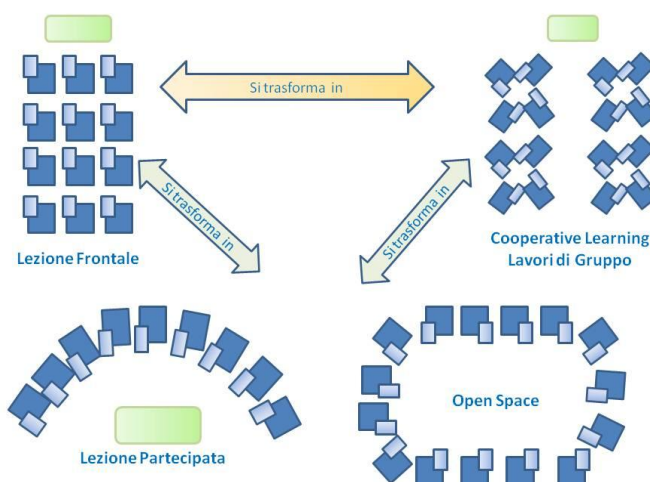 Si trasforma in
Si trasforma in
Si trasforma in
Lezione Frontale
Cooperative Learning
Lavori di Gruppo
Open Space
Lezione Partecipata